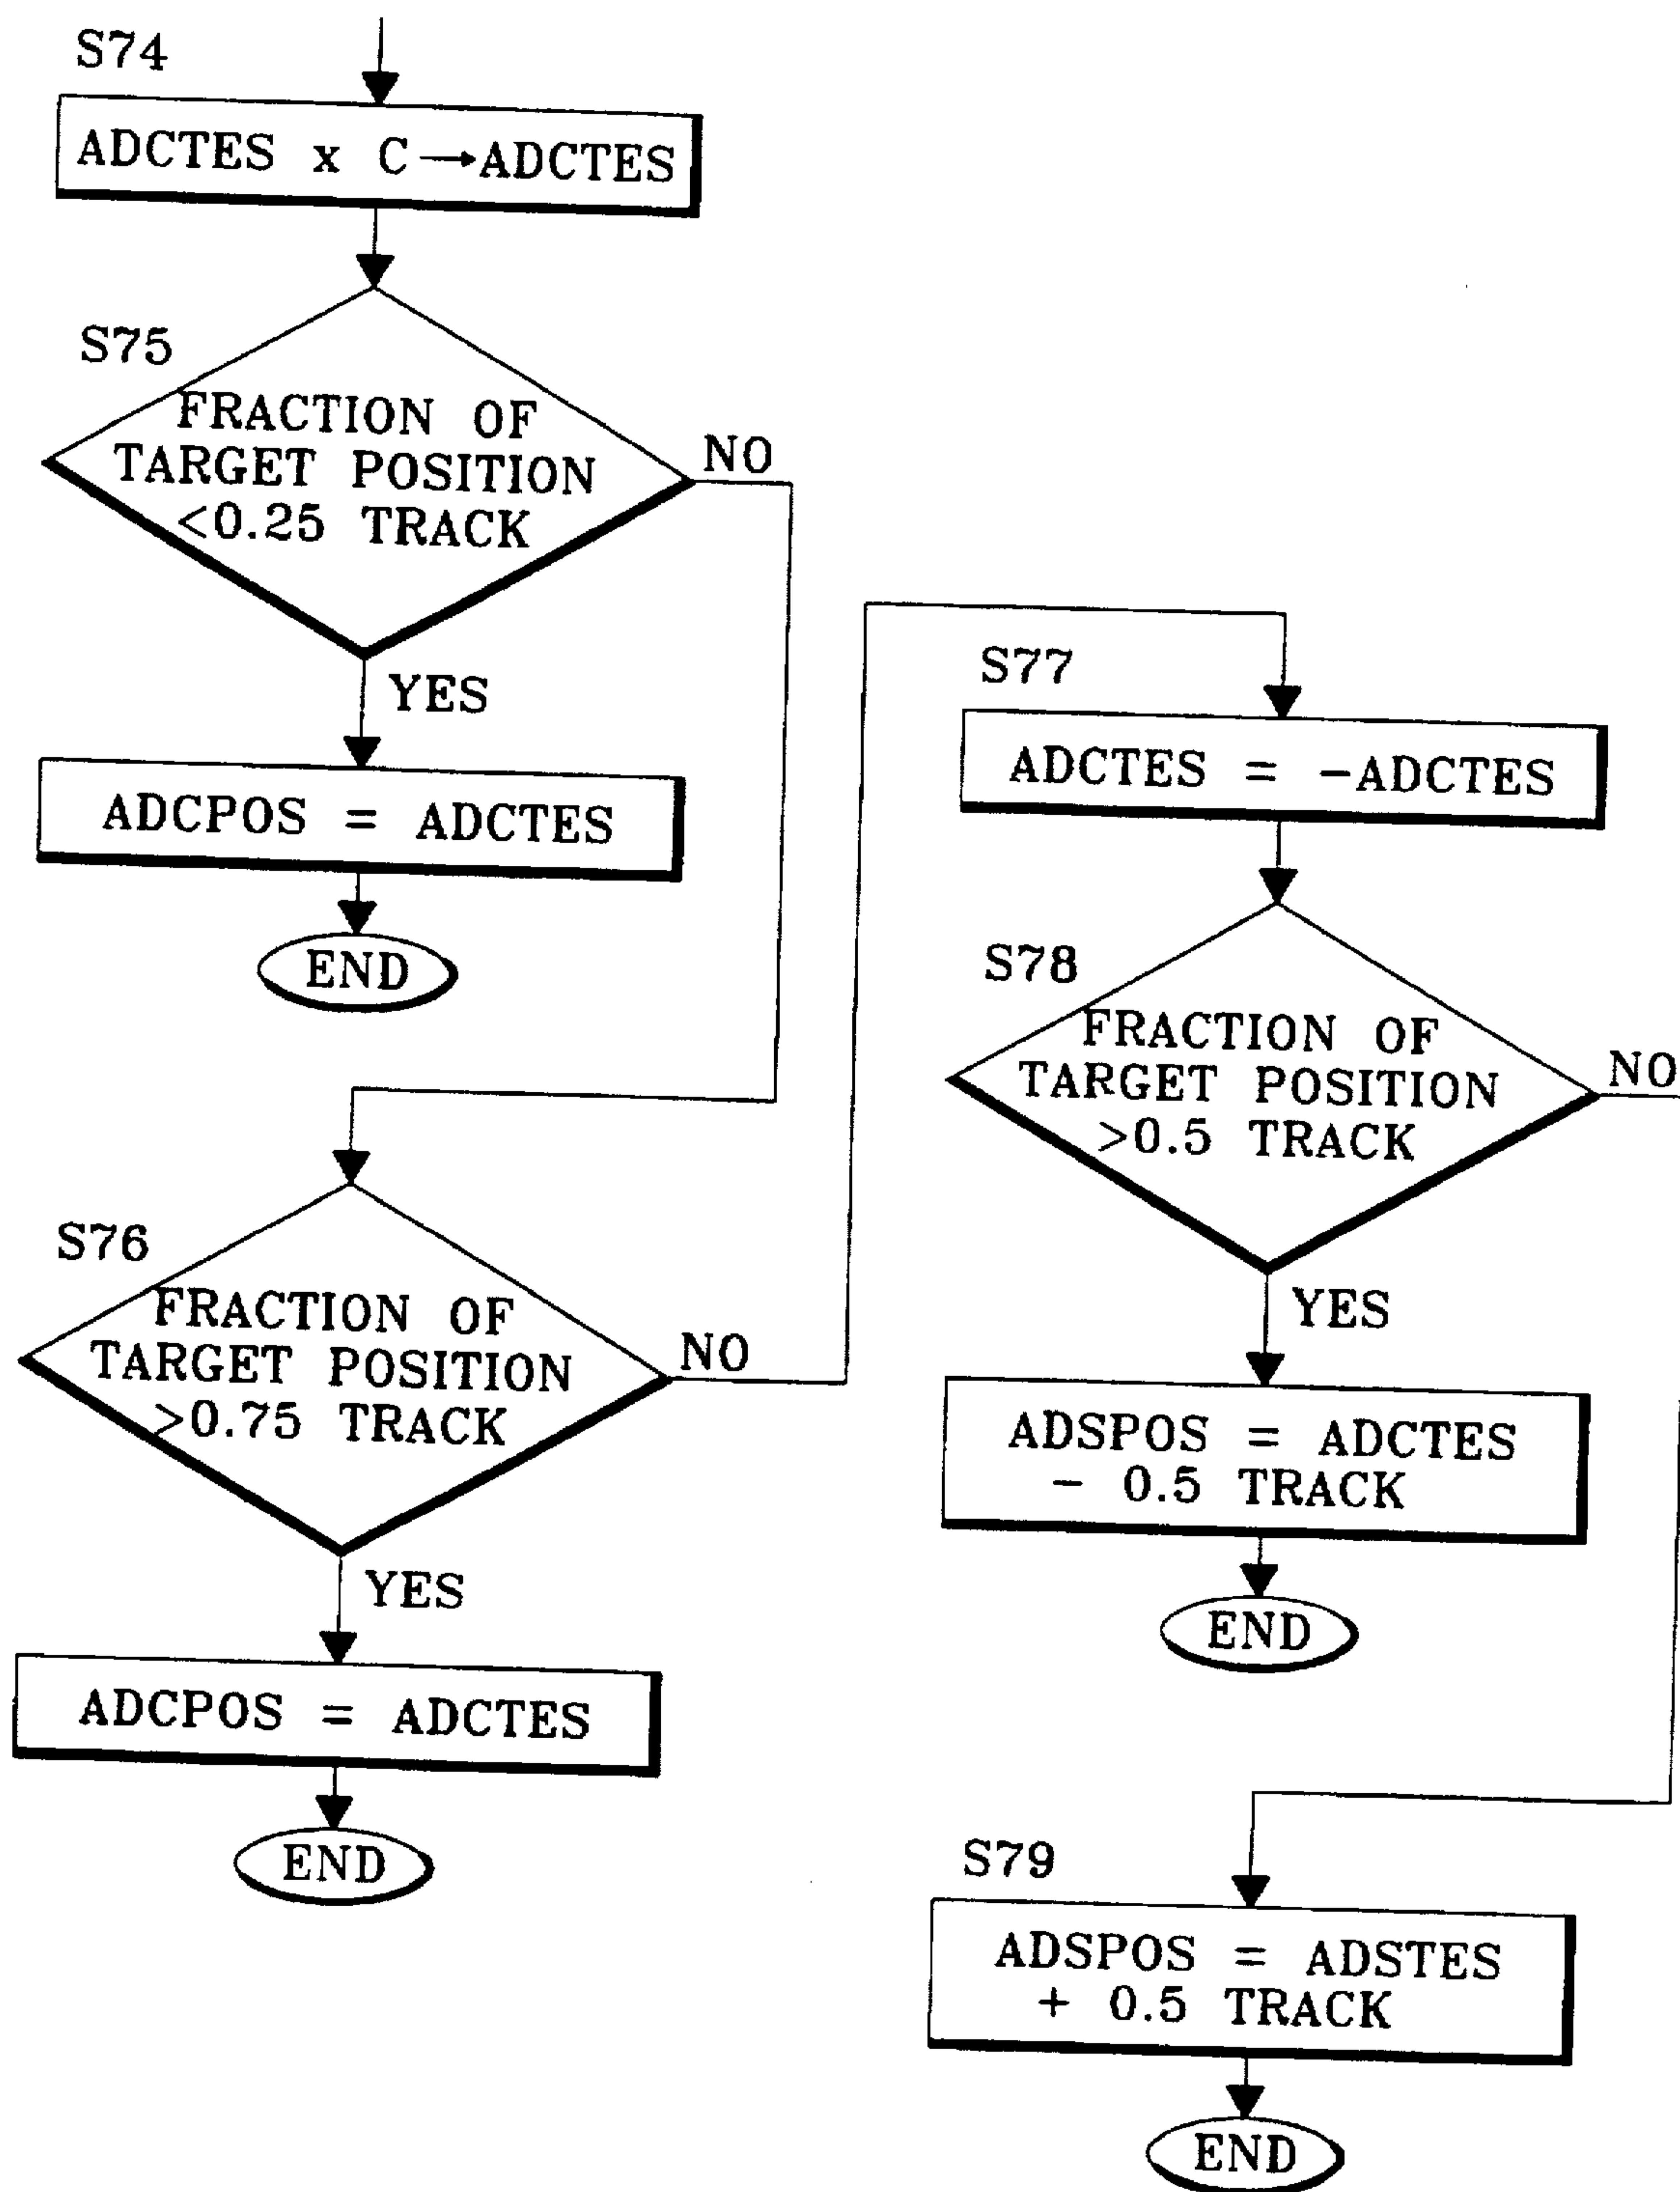 S74
ADCTES x C→ADCTES
S75
FRACTION OF
TARGET POSITION
<0.25 TRACK
NO
YES
ADCPOS = ADCTES
END
S76
FRACTION OF
TARGET POSITION
>0.75 TRACK
NO
YES
ADCPOS = ADCTES
END
S77
ADCTES = -ADCTES
S78
FRACTION OF
TARGET POSITION
>0.5 TRACK
NO
YES
ADSPOS = ADCTES
- 0.5 TRACK
END
S79
ADSPOS = ADSTES
+ 0.5 TRACK
END